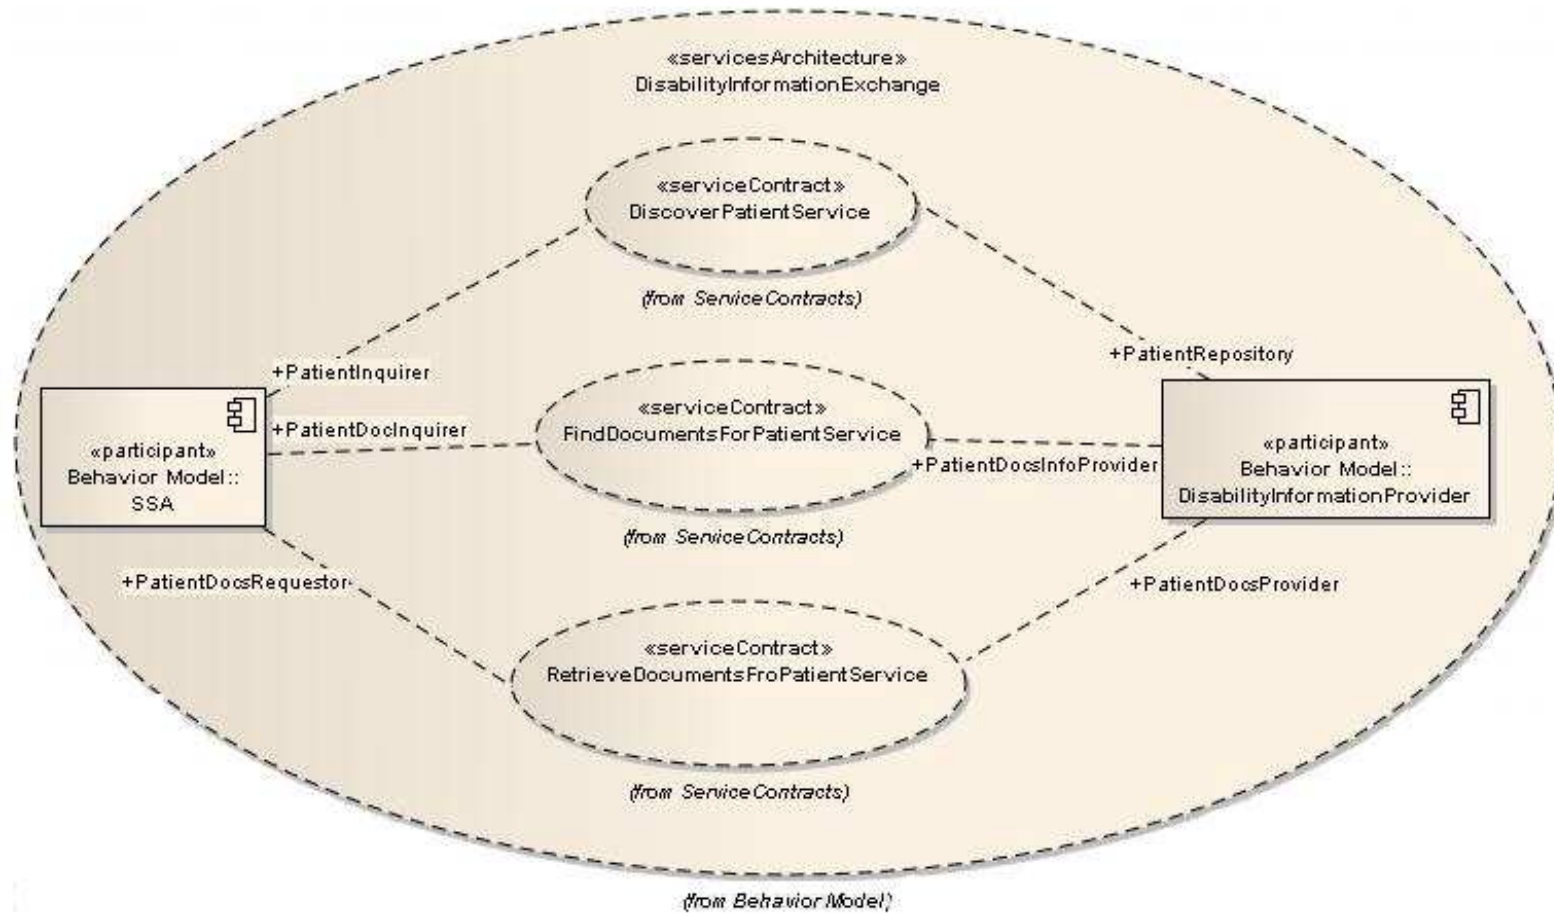 «servicesArchitecture»
DisabilityInformationExchange
«serviceContract»
DiscoverPatientService
(from ServiceContracts)
+PatientInquirer
+PatientRepository
«serviceContract»
FindDocumentsForPatientService
(from ServiceContracts)
+PatientDocInquirer
+PatientDocsInfoProvider
«participant»
Behavior Model::
SSA
«participant»
Behavior Model::
DisabilityInformationProvider
+PatientDocsRequestor
+PatientDocsProvider
«serviceContract»
RetrieveDocumentsFroPatientService
(from ServiceContracts)
(from Behavior Model)